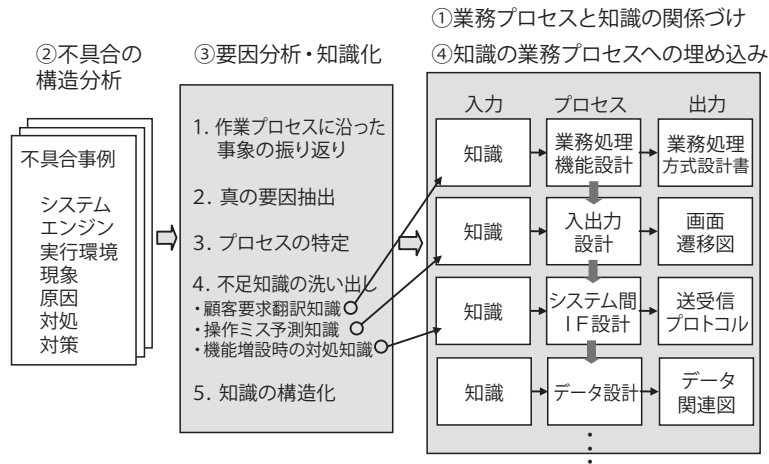 ①業務プロセスと知識の関係づけ
②不具合の
構造分析
③要因分析・知識化
④知識の業務プロセスへの埋め込み
不具合事例
システム
エンジン
実行環境
現象
原因
対処
対策
1. 作業プロセスに沿った
事象の振り返り
2. 真の要因抽出
3. プロセスの特定
4. 不足知識の洗い出し
・顧客要求翻訳知識
・操作ミス予測知識
・機能増設時の対処知識
5. 知識の構造化
入力
プロセス
出力
知識
業務処理
機能設計
業務処理
方式設計書
知識
入出力
設計
画面
遷移図
知識
システム間
IF設計
送受信
プロトコル
知識
データ設計
データ
関連図